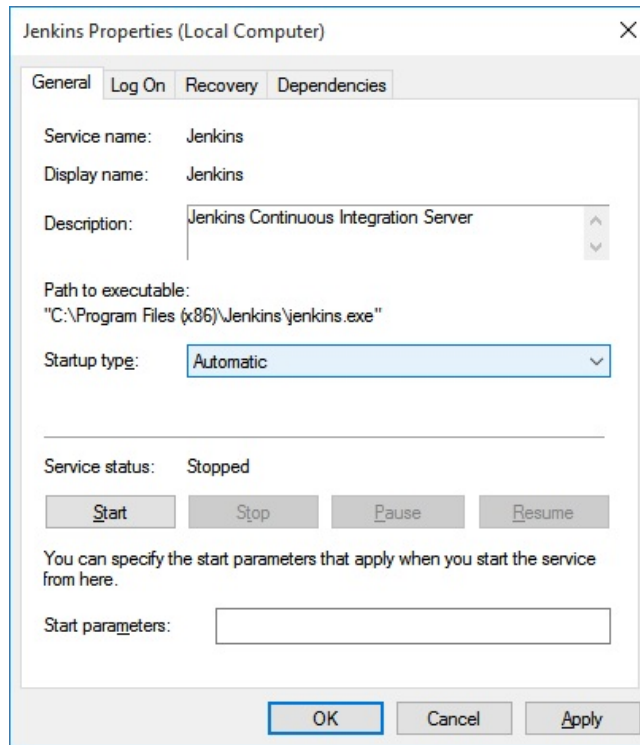 Jenkins Properties (Local Computer)
General Log On Recovery Dependencies
Service name: Jenkins
Display name: Jenkins
Description: Jenkins Continuous Integration Server
Path to executable:
"C:\Program Files (x86)\Jenkins\jenkins.exe"
Startup type: Automatic
Service status: Stopped
Start Stop Pause Resume
You can specify the start parameters that apply when you start the service
from here.
Start parameters:
OK Cancel Apply